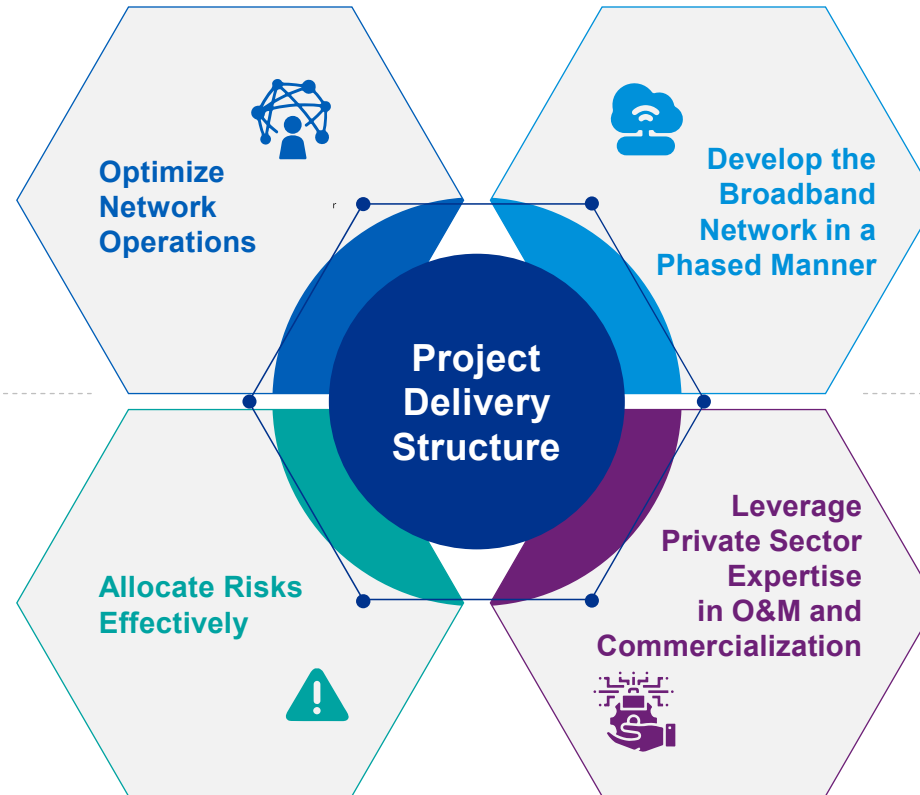 Optimize
Network
Operations
r
Develop the
Broadband
Network in a
Phased Manner
Project
Delivery
Structure
Allocate Risks
Effectively
Leverage
Private Sector
Expertise
in O&M and
Commercialization